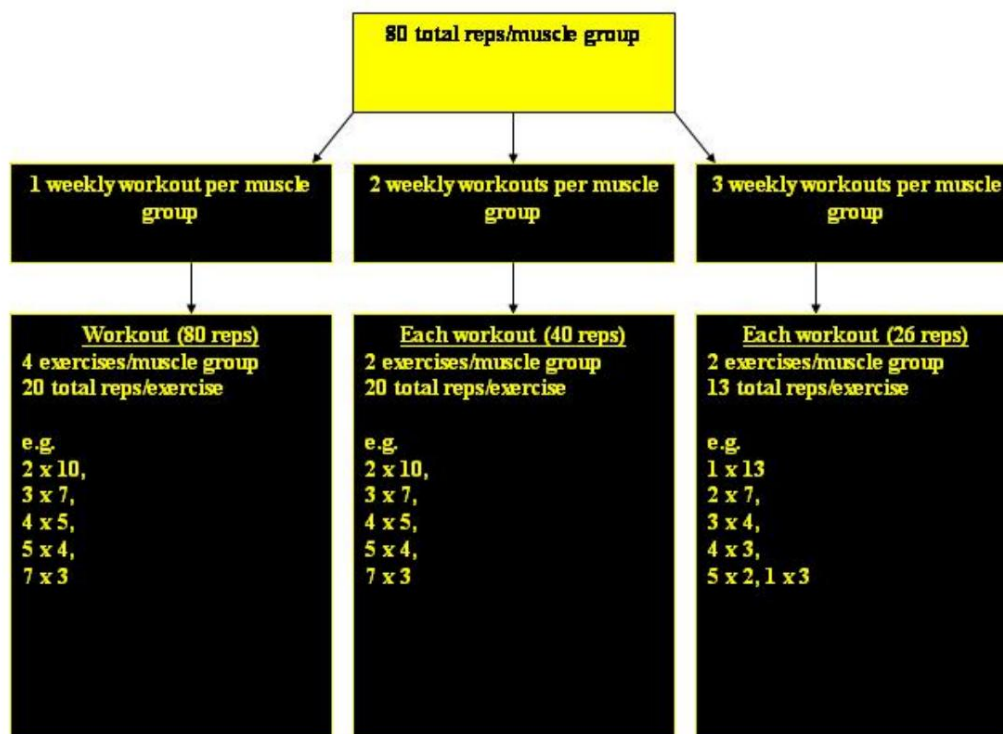 80 total reps/muscle group
1 weekly workout per muscle
group
2 weekly workouts per muscle
group
3 weekly workouts per muscle
group
Workout (80 reps)
4 exercises/muscle group
20 total reps/exercise
e.g.
2 x 10,
3 x 7,
4 x 5,
5 x 4,
7 x 3
Each workout (40 reps)
2 exercises/muscle group
20 total reps/exercise
e.g.
2 x 10,
3 x 7,
4 x 5,
5 x 4,
7 x 3
Each workout (26 reps)
2 exercises/muscle group
13 total reps/exercise
e.g.
1 x 13
2 x 7,
3 x 4,
4 x 3,
5 x 2, 1 x 3